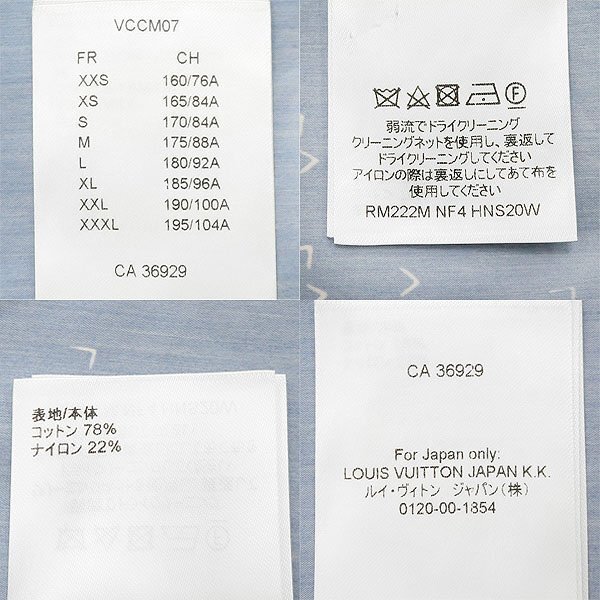 VCCM07
FR CH
XXS 160/76A
XS 165/84A
S 170/84A
M 175/88A
L 180/92A
XL 185/96A
XXL 190/100A
XXXL 195/104A
CA 36929
弱流でドライクリーニング
クリーニングネットを使用し、裏返して
ドライクリーニングしてください
アイロンの際は裏返しにしてあて布を
使用してください
RM222M NF4 HNS20W
表地/本体
コットン 78%
ナイロン 22%
CA 36929
For Japan only:
LOUIS VUITTON JAPAN K.K.
ルイ・ヴィトン ジャパン(株)
0120-00-1854